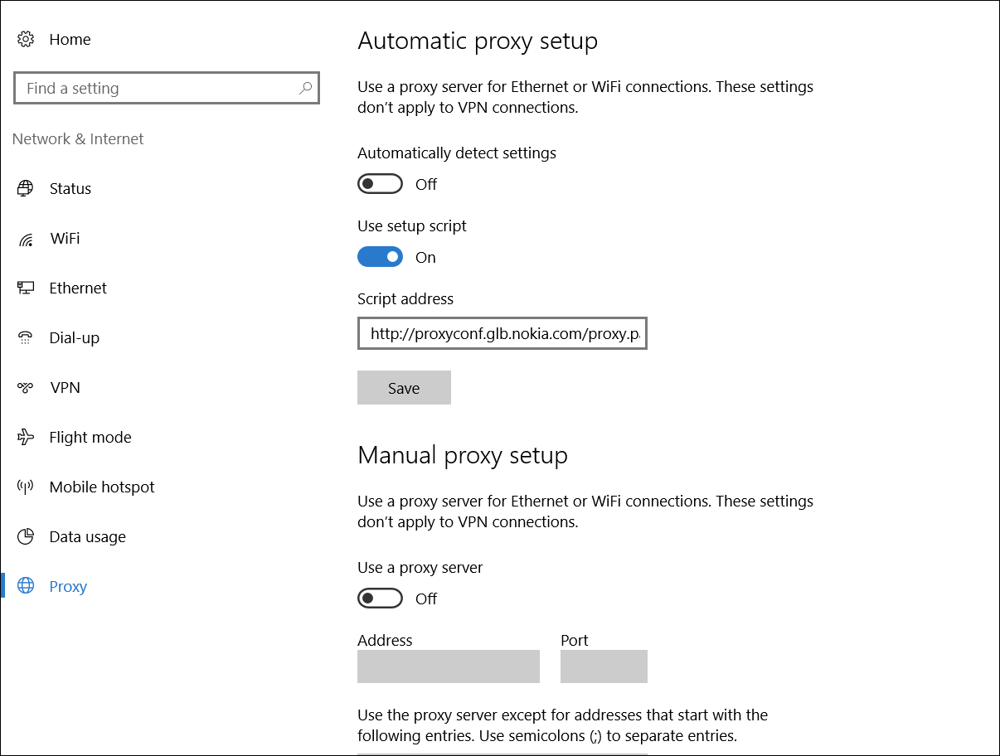 Home
Find a setting
Network & Internet
Status
WiFi
Ethernet
Dial-up
VPN
Flight mode
Mobile hotspot
Data usage
Proxy
Automatic proxy setup
Use a proxy server for Ethernet or WiFi connections. These settings
don't apply to VPN connections.
Automatically detect settings
Off
Use setup script
On
Script address
http://proxyconf.glb.nokia.com/proxy.p
Save
Manual proxy setup
Use a proxy server for Ethernet or WiFi connections. These settings
don't apply to VPN connections.
Use a proxy server
Off
Address Port
Use the proxy server except for addresses that start with the
following entries. Use semicolons (;) to separate entries.